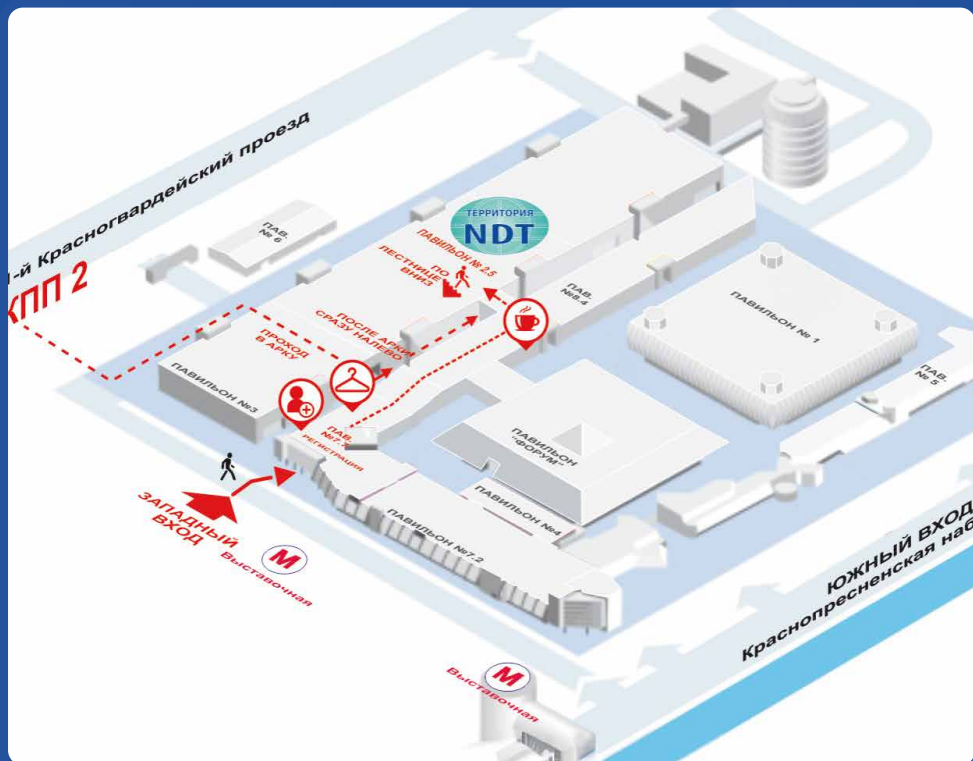 1-й Красногвардейский проезд
КПП 2
ПАВ.
№ 6
ТЕРРИТОРИЯ
NDT
ПАВИЛЬОН № 2.5
ПО
ЛЕСТНИЦЕ
ВНИЗ
ПАВ.
№8.4
ПАВИЛЬОН № 1
ПАВ.
№ 5
ПОСЛЕ АРКИ
СРАЗУ НАЛЕВО
ПРОХОД
В АРКУ
ПАВИЛЬОН №3
ПАВ.
РЕГИСТРАЦИЯ
ПАВИЛЬОН
"ФОРУМ"
ПАВИЛЬОН №4
ПАВИЛЬОН №7.2
ЗАПАДНЫЙ
ВХОД
М
Выставочная
ЮЖНЫЙ ВХОД
Краснопресненская наб
М
Выставочная